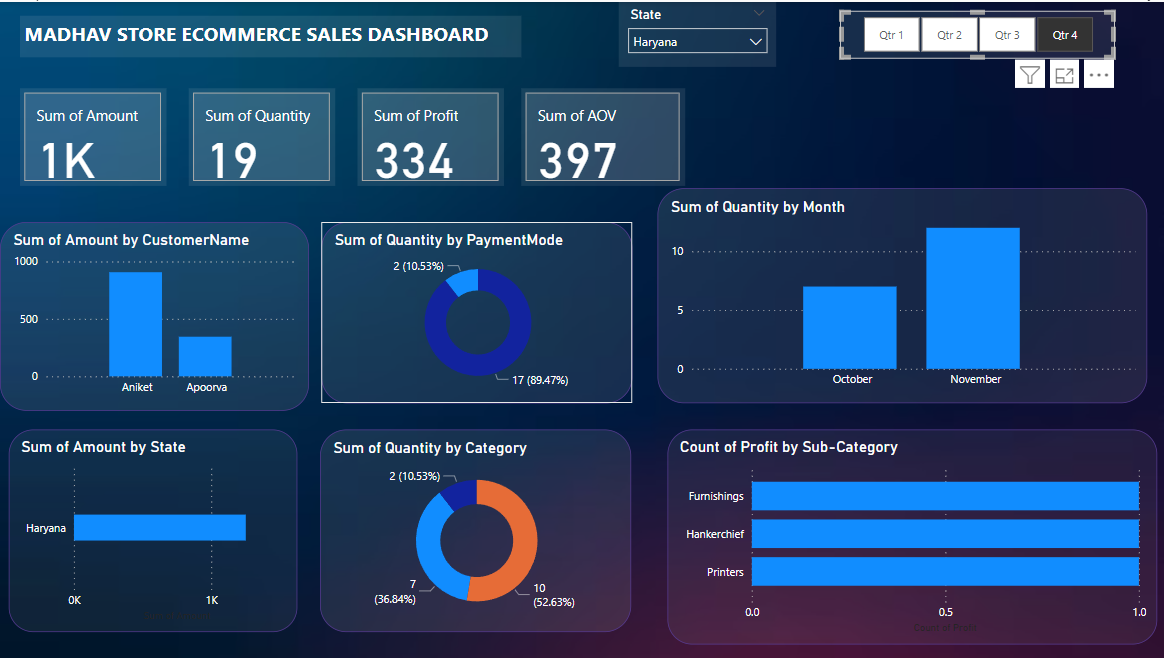 MADHAV STORE ECOMMERCE SALES DASHBOARD
State
Haryana
Qtr 1
Qtr 2
Qtr 3
Qtr 4
Sum of Amount
1K
Sum of Quantity
19
Sum of Profit
334
Sum of AOV
397
Sum of Amount by CustomerName
1000
500
0
Aniket
Apoorva
Sum of Quantity by PaymentMode
2 (10.53%)
17 (89.47%)
Sum of Quantity by Month
10
5
0
October
November
Sum of Amount by State
Haryana
0K
1K
Sum of Quantity by Category
2 (10.53%)
7
(36.84%)
10
(52.63%)
Count of Profit by Sub-Category
Furnishings
Hankerchief
Printers
0.0
0.5
1.0
Count of Profit